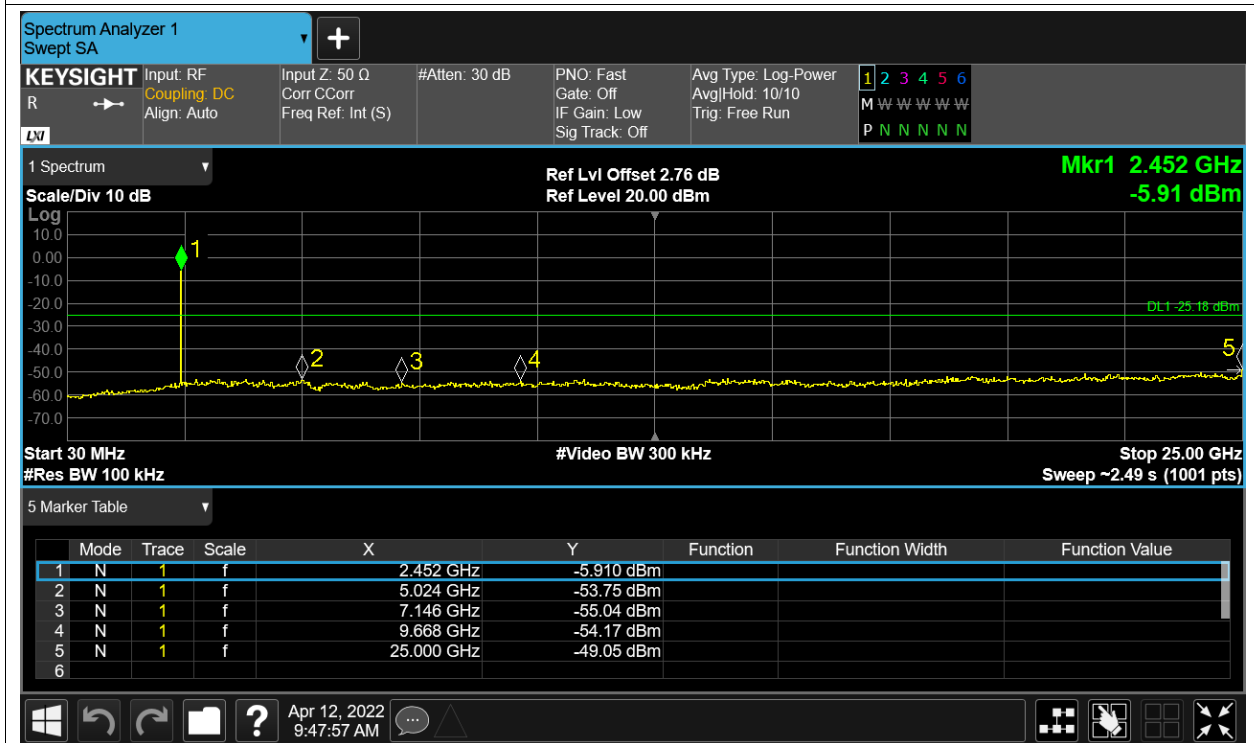 Spectrum Analyzer 1
Swept SA
KEYSIGHT
R
LXI
Input: RF
Coupling: DC
Align: Auto
Input Z: 50 Ω
Corr CCorr
Freq Ref: Int (S)
#Atten: 30 dB
PNO: Fast
Gate: Off
IF Gain: Low
Sig Track: Off
Avg Type: Log-Power
Avg|Hold: 10/10
Trig: Free Run
1 2 3 4 5 6
M W W W W W
P N N N N N
1 Spectrum
Scale/Div 10 dB
Ref Lvl Offset 2.76 dB
Ref Level 20.00 dBm
Mkr1 2.452 GHz
-5.91 dBm
Log
10.0
0.00
-10.0
-20.0
-30.0
-40.0
-50.0
-60.0
-70.0
1
2
3
4
5
DL1 -25.18 dBm
Start 30 MHz
#Res BW 100 kHz
#Video BW 300 kHz
Stop 25.00 GHz
Sweep ~2.49 s (1001 pts)
5 Marker Table
Mode Trace Scale X Y Function Function Width Function Value
1 N 1 f 2.452 GHz -5.910 dBm
2 N 1 f 5.024 GHz -53.75 dBm
3 N 1 f 7.146 GHz -55.04 dBm
4 N 1 f 9.668 GHz -54.17 dBm
5 N 1 f 25.000 GHz -49.05 dBm
6
?
Apr 12, 2022
9:47:57 AM